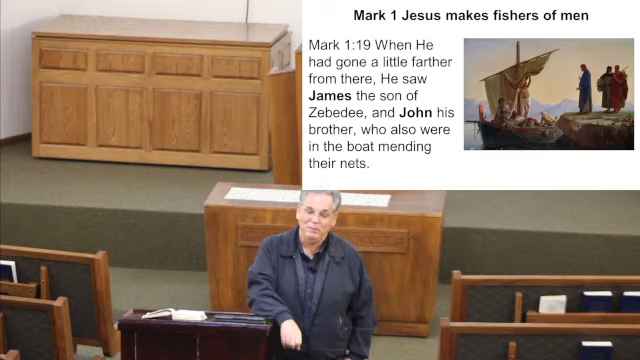 Mark 1 Jesus makes fishers of men
Mark 1:19 When He
had gone a little farther
from there, He saw
James the son of
Zebedee, and John his
brother, who also were
in the boat mending
their nets.